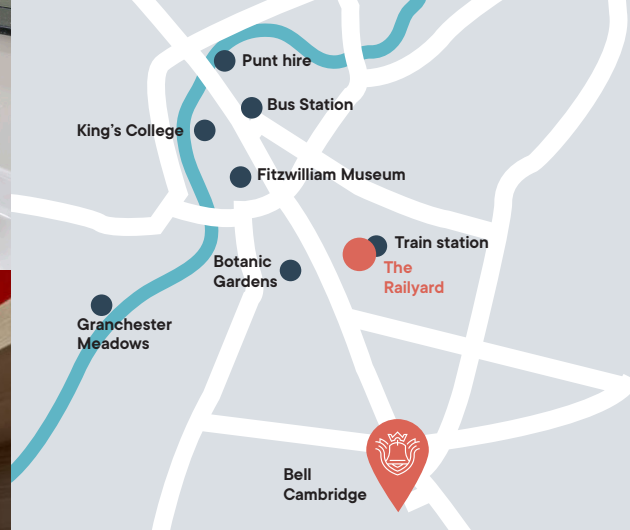 Punt hire
Bus Station
King's College
Fitzwilliam Museum
Train station
The
Railyard
Botanic
Gardens
Granchester
Meadows
Bell
Cambridge